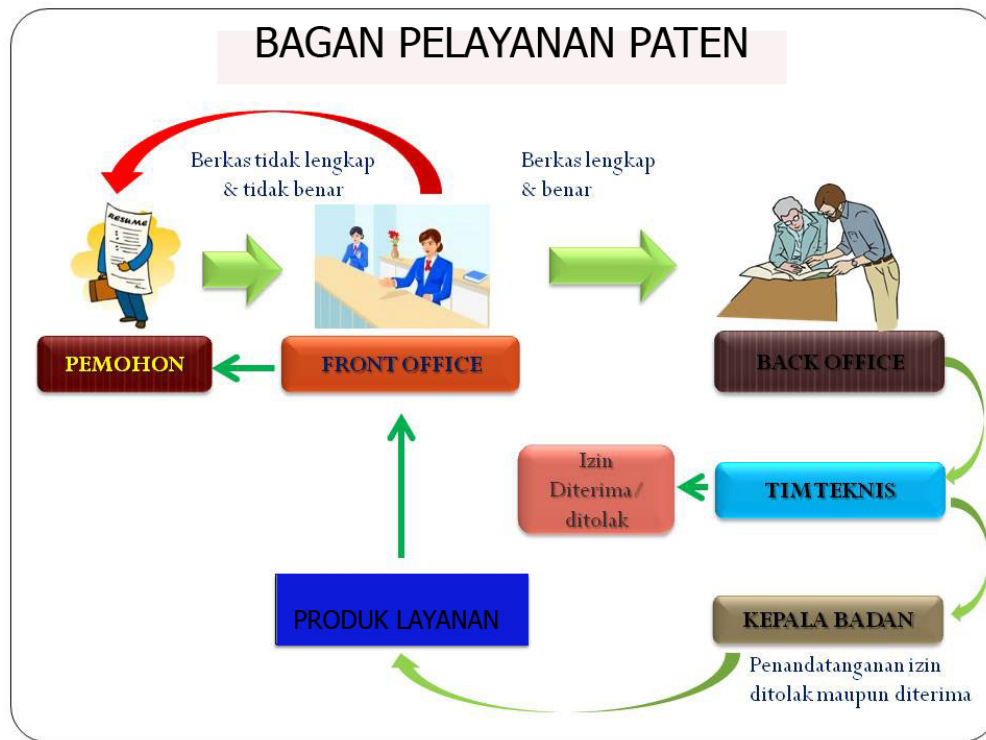 BAGAN PELAYANAN PATEN
Berkas tidak lengkap
& tidak benar
Berkas lengkap
& benar
RESUME
PEMOHON
FRONT OFFICE
BACK OFFICE
Izin
Diterima/
ditolak
TIM TEKNIS
PRODUK LAYANAN
KEPALA BADAN
Penandatanganan izin
ditolak maupun diterima